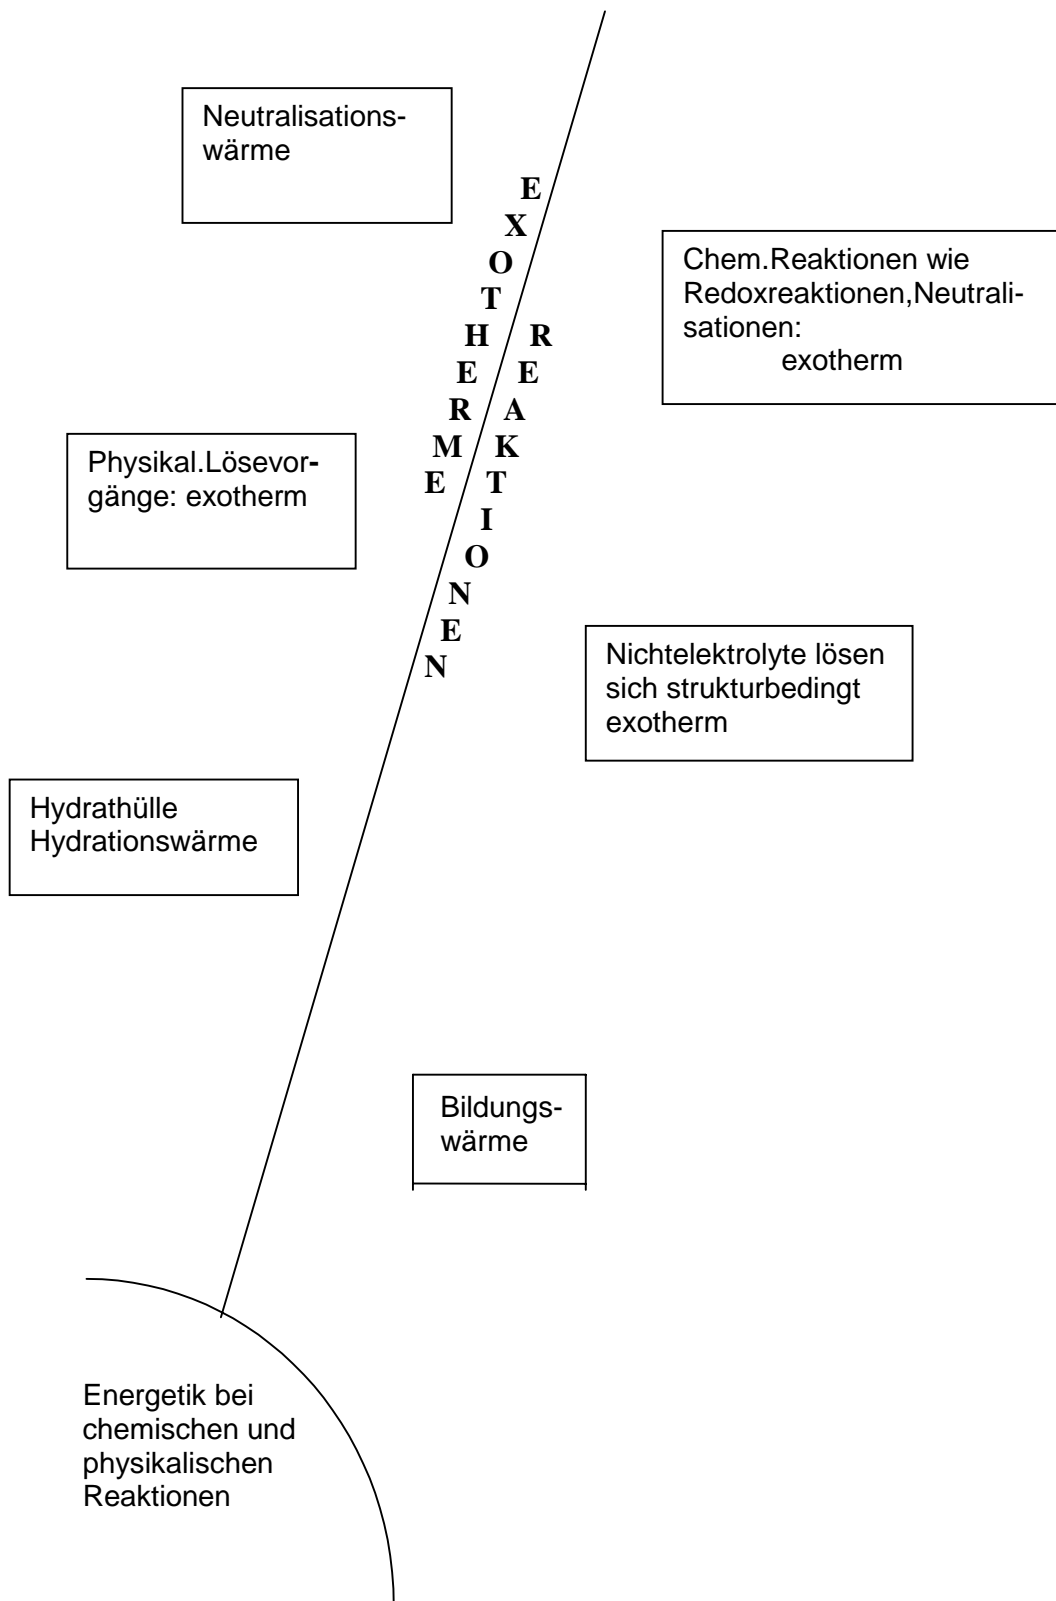 Neutralisations-
wärme
EXOTHERME
REAKTIONEN
Chem.Reaktionen wie
Redoxreaktionen,Neutrali-
sationen:
exotherm
Physikal.Lösevor-
gänge: exotherm
Nichtelektrolyte lösen
sich strukturbedingt
exotherm
Hydrathülle
Hydrationswärme
Bildungs-
wärme
Energetik bei
chemischen und
physikalischen
Reaktionen